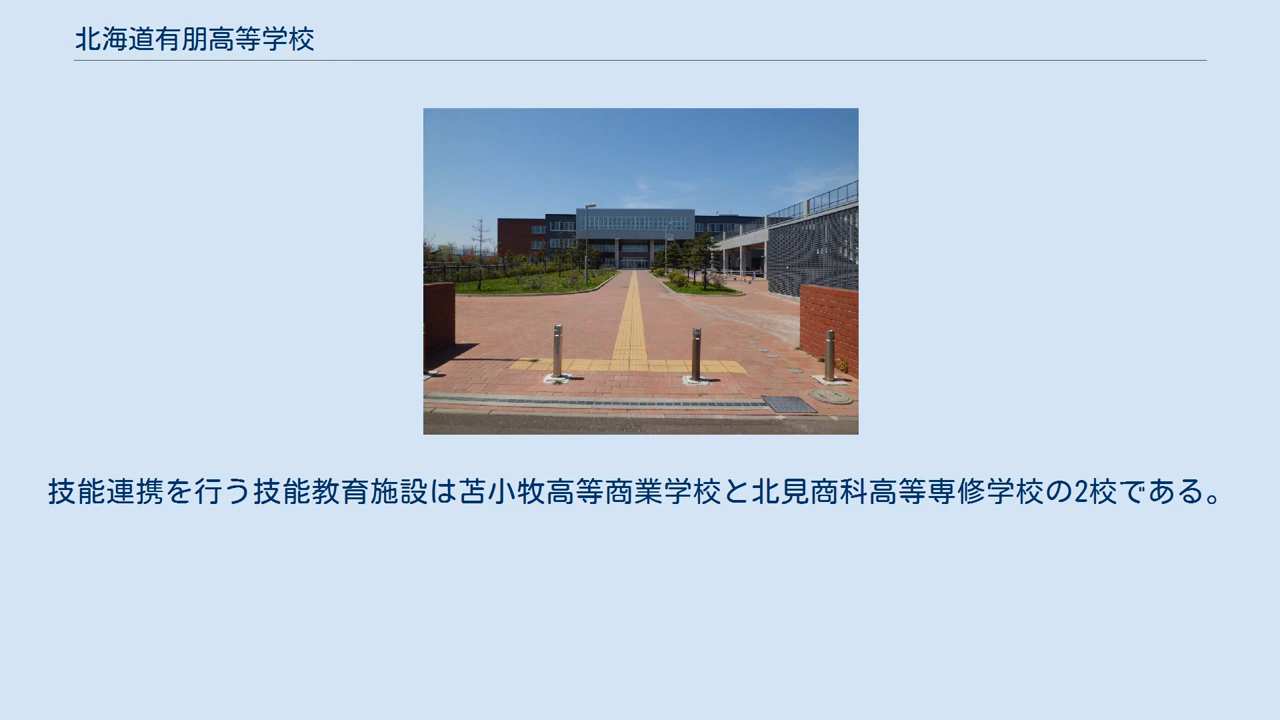 北海道有朋高等学校
技能連携を行う技能教育施設は苫小牧高等商業学校と北見商科高等専修学校の2校である。